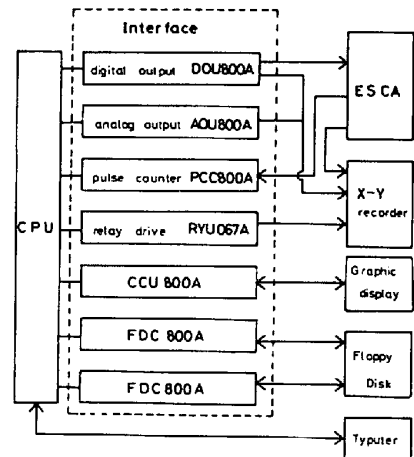 Interface
digital output DOU800A
analog output AOU800A
pulse counter PCC800A
relay drive RYU067A
CCU 800A
FDC 800A
FDC 800A
CPU
ESCA
X-Y
recorder
Graphic
display
Floppy
Disk
Typuter